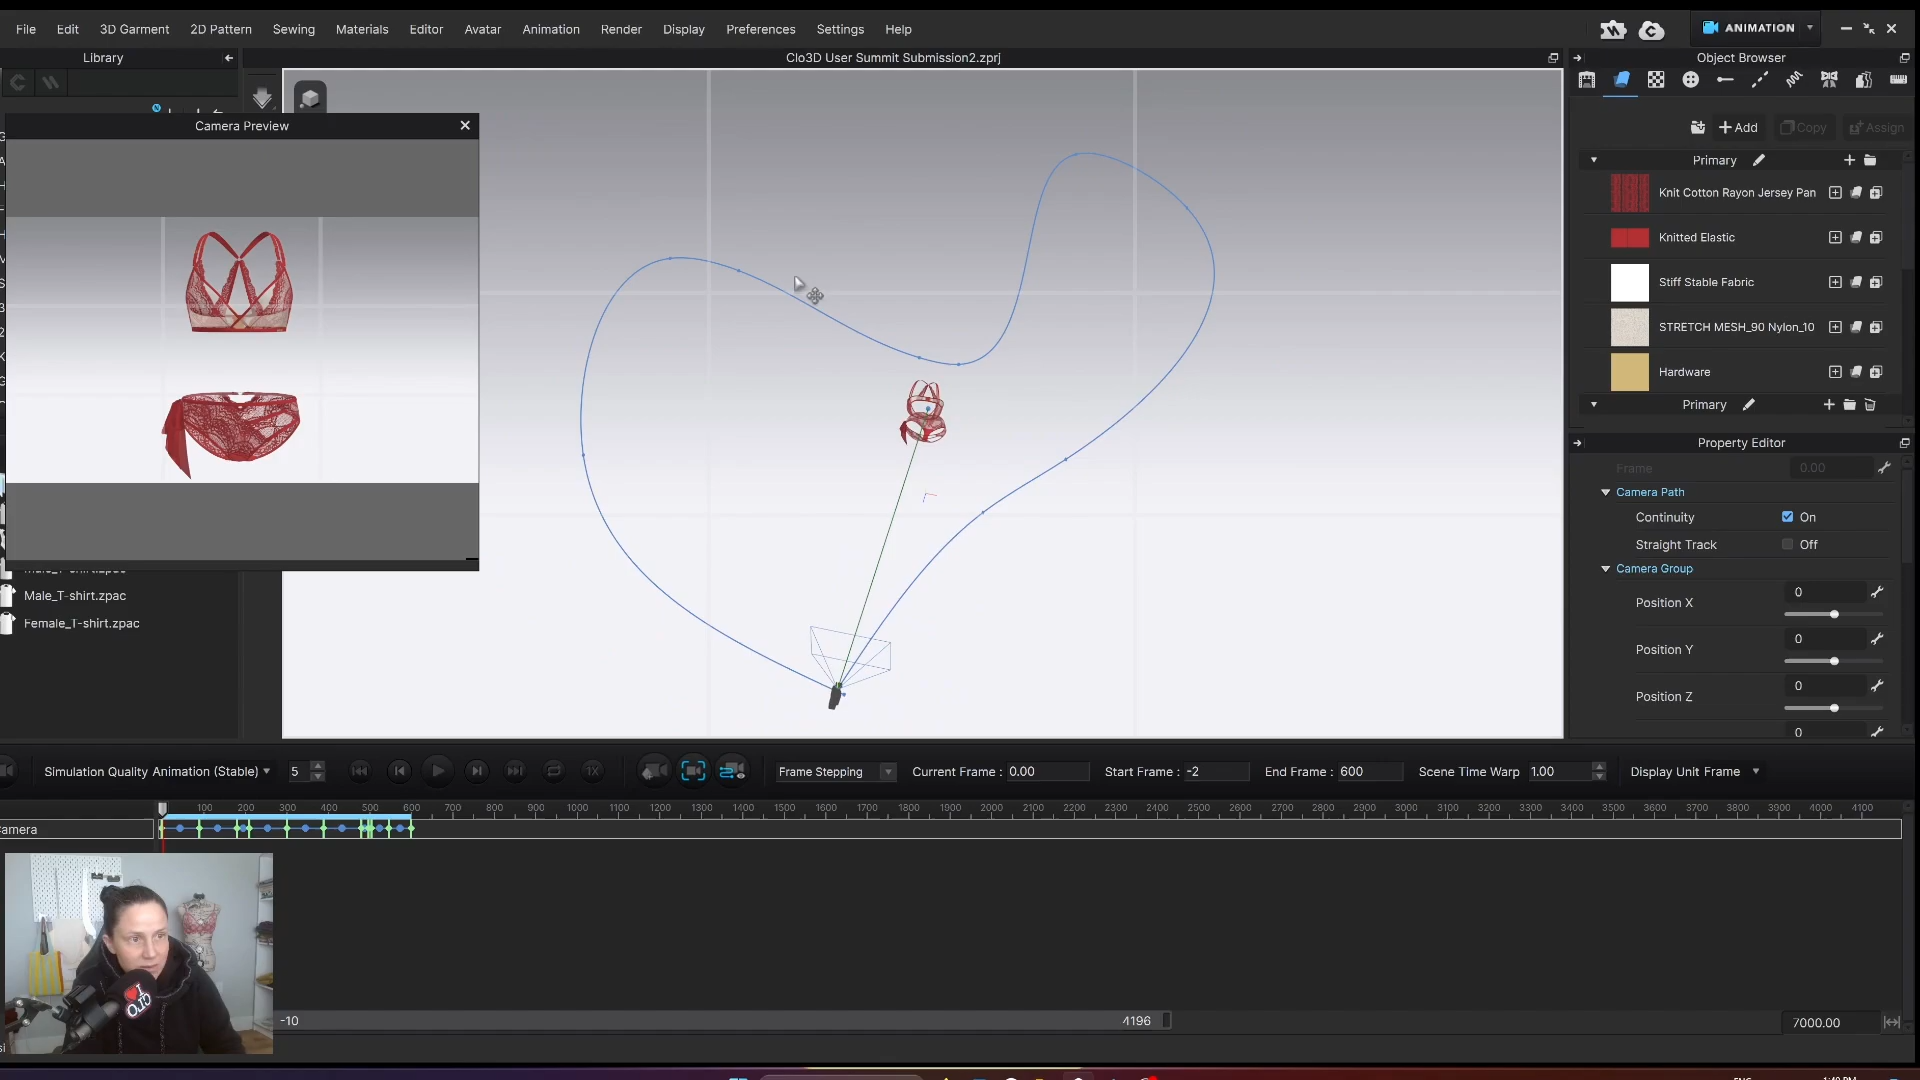 File Edit 3D Garment 2D Pattern Sewing Materials Editor Avatar Animation Render Display Preferences Settings Help
ANIMATION
Library
Clo3D User Summit Submission2.zprj
Object Browser
Camera Preview
Add Copy Assign
Primary
Knit Cotton Rayon Jersey Pan
Knitted Elastic
Stiff Stable Fabric
STRETCH MESH_90 Nylon_10
Hardware
Primary
Property Editor
Frame 0.00
Camera Path
Continuity On
Straight Track Off
Camera Group
Position X 0
Position Y 0
Position Z 0
0
Male_T-shirt.zpac
Female_T-shirt.zpac
Simulation Quality Animation (Stable) 5
1X
Frame Stepping Current Frame : 0.00 Start Frame : -2 End Frame : 600 Scene Time Warp 1.00 Display Unit Frame
100 200 300 400 500 600 700 800 900 1000 1100 1200 1300 1400 1500 1600 1700 1800 1900 2000 2100 2200 2300 2400 2500 2600 2700 2800 2900 3000 3100 3200 3300 3400 3500 3600 3700 3800 3900 4000 4100
amera
I
CLO
-10 4196 7000.00